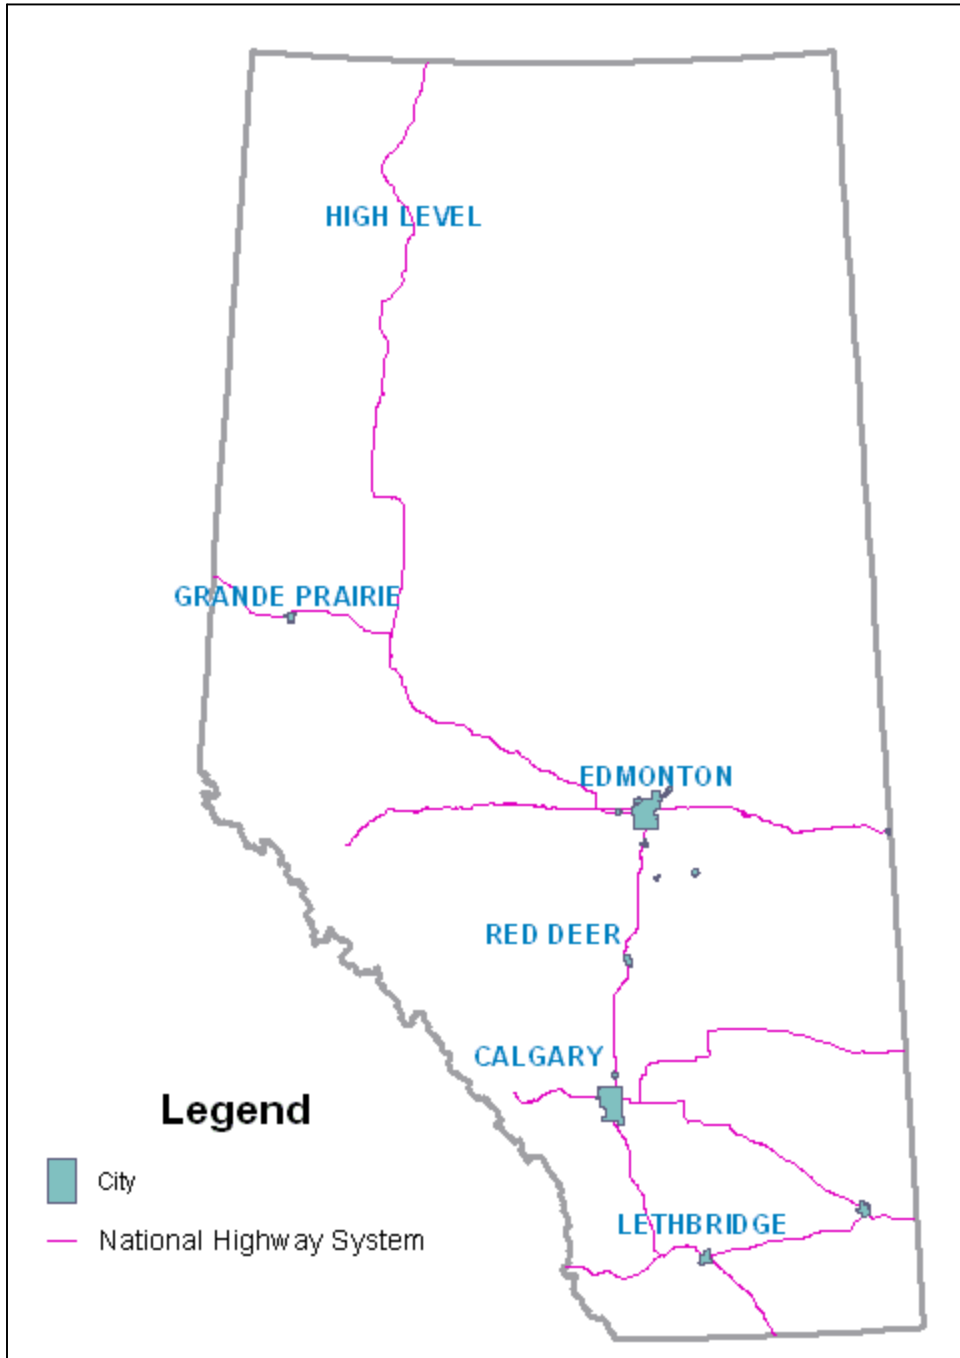 HIGH LEVEL
GRANDE PRAIRIE
EDMONTON
RED DEER
CALGARY
LETHBRIDGE
Legend
City
National Highway System